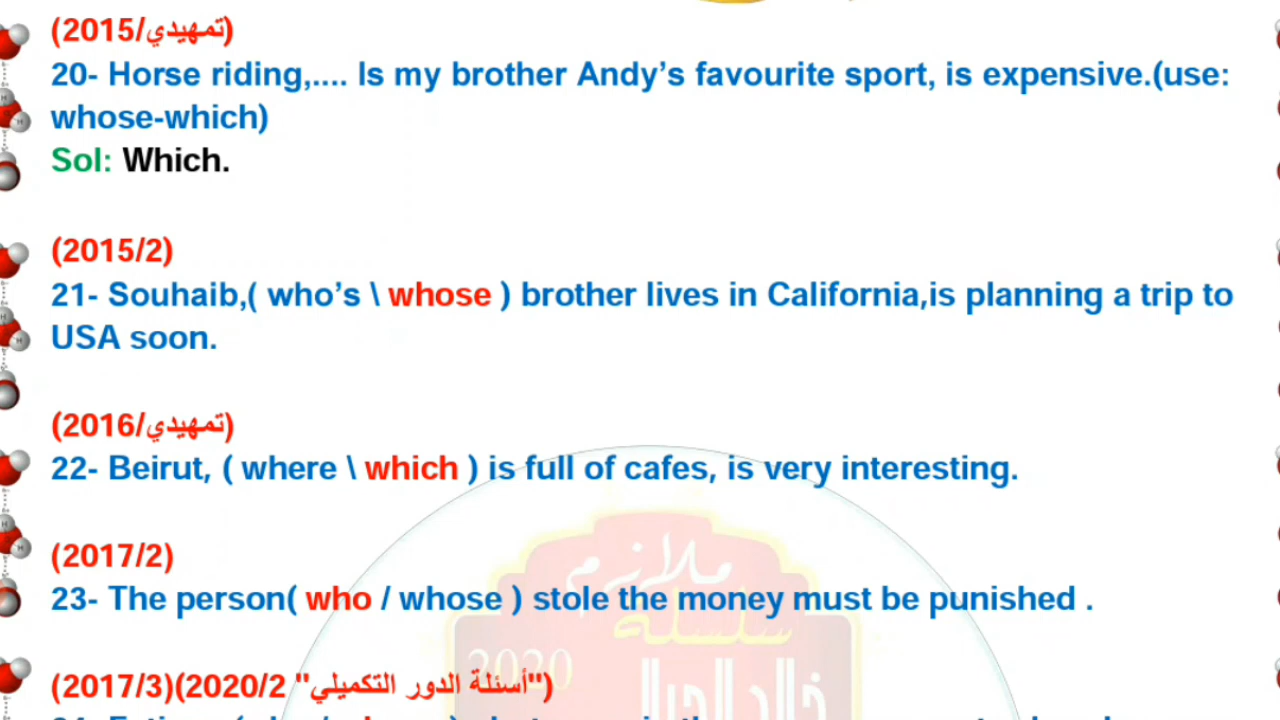 (2015/تمهيدي)
20- Horse riding,.... Is my brother Andy’s favourite sport, is expensive.(use:
whose-which)
Sol: Which.
(2015/2)
21- Souhaib,( who’s \ whose ) brother lives in California,is planning a trip to
USA soon.
(2016/تمهيدي)
22- Beirut, ( where \ which ) is full of cafes, is very interesting.
(2017/2)
23- The person( who / whose ) stole the money must be punished .
ملازم
سلسلة
2020
(2017/3)(2020/2 "أسئلة الدور التكميلي")